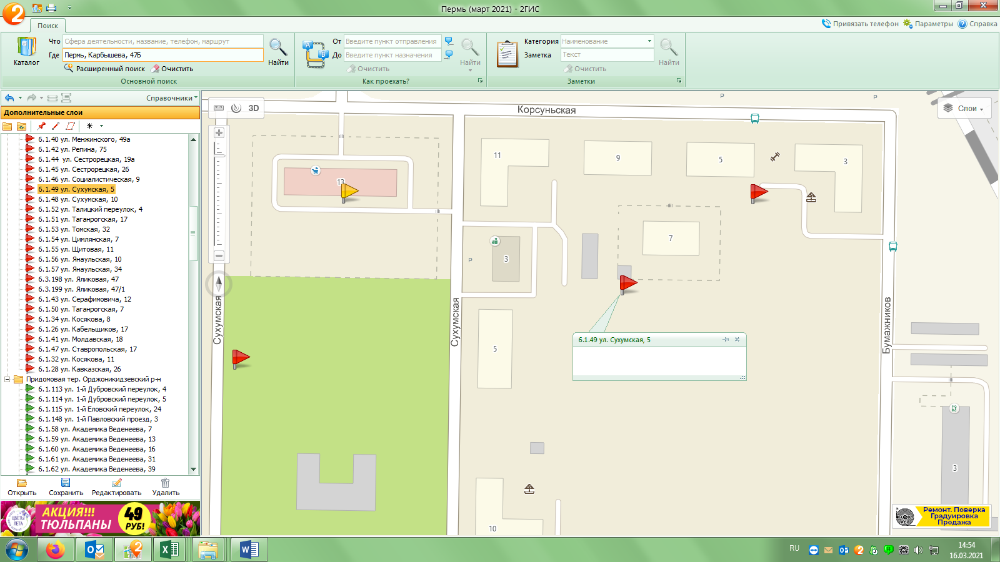 Пермь (март 2021) - 2ГИС
Поиск
Привязать телефон
Параметры
Справка
Каталог
Что
Сфера деятельности, название, телефон, маршрут
Где
Пермь, Карбышева, 47Б
Расширенный поиск
Очистить
Найти
Основной поиск
От
Введите пункт отправления
До
Введите пункт назначения
Очистить
Найти
Как проехать?
Категория
Наименование
Заметка
Текст
Очистить
Найти
Заметки
Справочники
Дополнительные слои
6.1.40 ул. Менжинского, 49а
6.1.42 ул. Репина, 75
6.1.44 ул. Сестрорецкая, 19а
6.1.45 ул. Сестрорецкая, 26
6.1.46 ул. Социалистическая, 9
6.1.49 ул. Сухумская, 5
6.1.48 ул. Сухумская, 10
6.1.52 ул. Талицкий переулок, 4
6.1.51 ул. Таганрогская, 17
6.1.53 ул. Томская, 32
6.1.54 ул. Цимлянская, 7
6.1.55 ул. Щитовая, 11
6.1.56 ул. Янаульская, 10
6.1.57 ул. Янаульская, 34
6.3.198 ул. Яликовая, 47
6.3.199 ул. Яликовая, 47/1
6.1.43 ул. Серафимовича, 12
6.1.50 ул. Таганрогская, 7
6.1.34 ул. Косякова, 8
6.1.26 ул. Кабельщиков, 17
6.1.41 ул. Молдавская, 18
6.1.47 ул. Ставропольская, 17
6.1.32 ул. Косякова, 11
6.1.28 ул. Кавказская, 26
Придомовая тер. Орджоникидзевский р-н
6.1.113 ул. 1-й Дубровский переулок, 4
6.1.114 ул. 1-й Дубровский переулок, 5
6.1.115 ул. 1-й Еловский переулок, 24
6.1.148 ул. 1-й Павловский проезд, 3
6.1.58 ул. Академика Веденеева, 7
6.1.59 ул. Академика Веденеева, 13
6.1.60 ул. Академика Веденеева, 16
6.1.61 ул. Академика Веденеева, 31
6.1.62 ул. Академика Веденеева, 39
Открыть
Сохранить
Редактировать
Удалить
ЦВЕТЫ ЛЕТА
АКЦИЯ!!!
ТЮЛЬПАНЫ
49
РУБ!
3D
Слои
Корсуньская
P
P
11
9
5
3
13
7
3
P
5
10
3
Сухумская
Сухумская
Бумажников
6.1.49 ул. Сухумская, 5
Ремонт. Поверка
Градуировка
Продажа
RU
14:54
16.03.2021